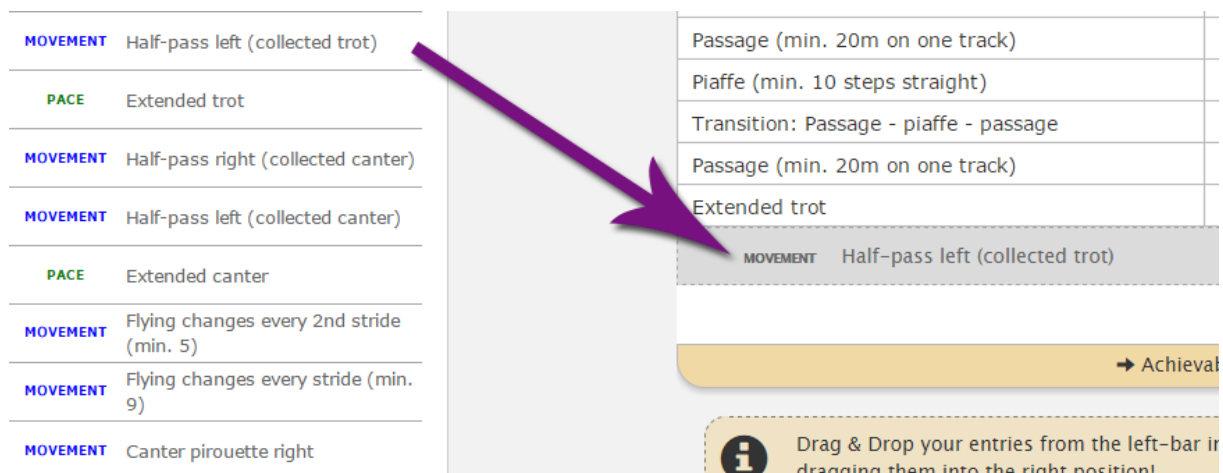 MOVEMENT Half-pass left (collected trot)
PACE Extended trot
MOVEMENT Half-pass right (collected canter)
MOVEMENT Half-pass left (collected canter)
PACE Extended canter
MOVEMENT Flying changes every 2nd stride
(min. 5)
MOVEMENT Flying changes every stride (min.
9)
MOVEMENT Canter pirouette right
Passage (min. 20m on one track)
Piaffe (min. 10 steps straight)
Transition: Passage - piaffe - passage
Passage (min. 20m on one track)
Extended trot
MOVEMENT Half-pass left (collected trot)
➔ Achievab
Drag & Drop your entries from the left-bar in
dragging them into the right position!